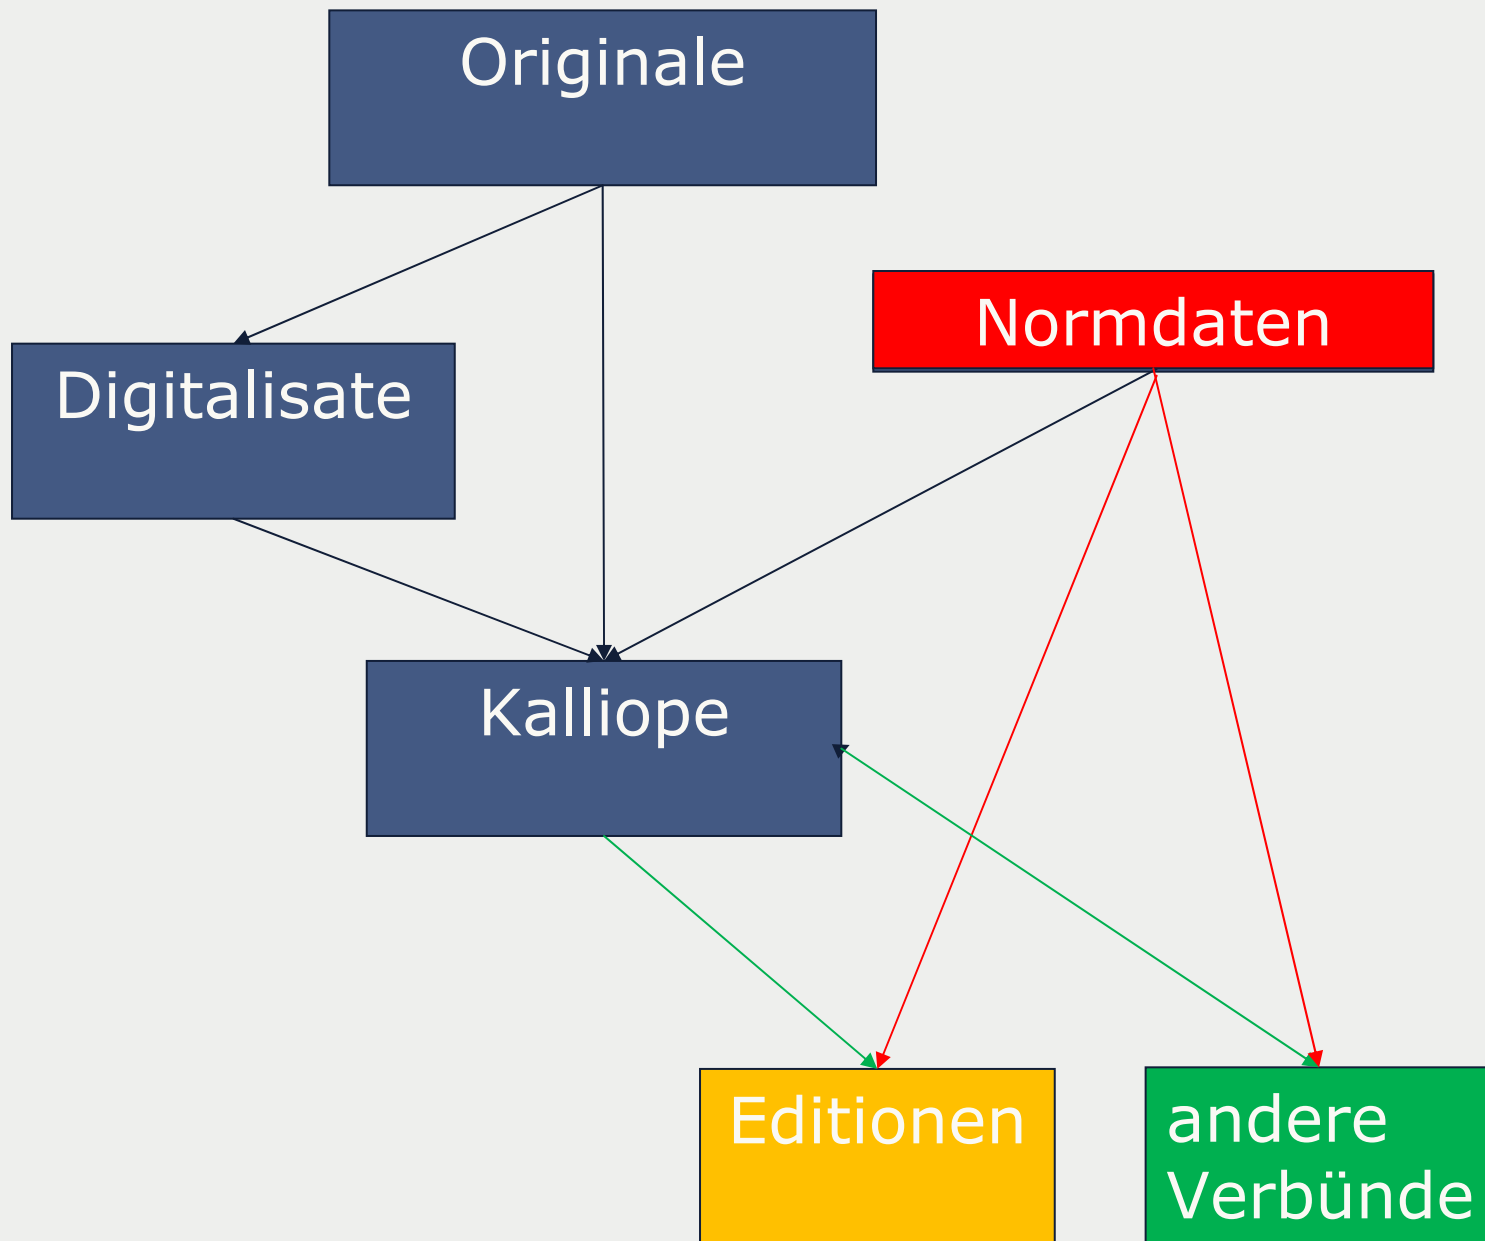 Originale
Normdaten
Digitalisate
Kalliope
Editionen
andere
Verbünde